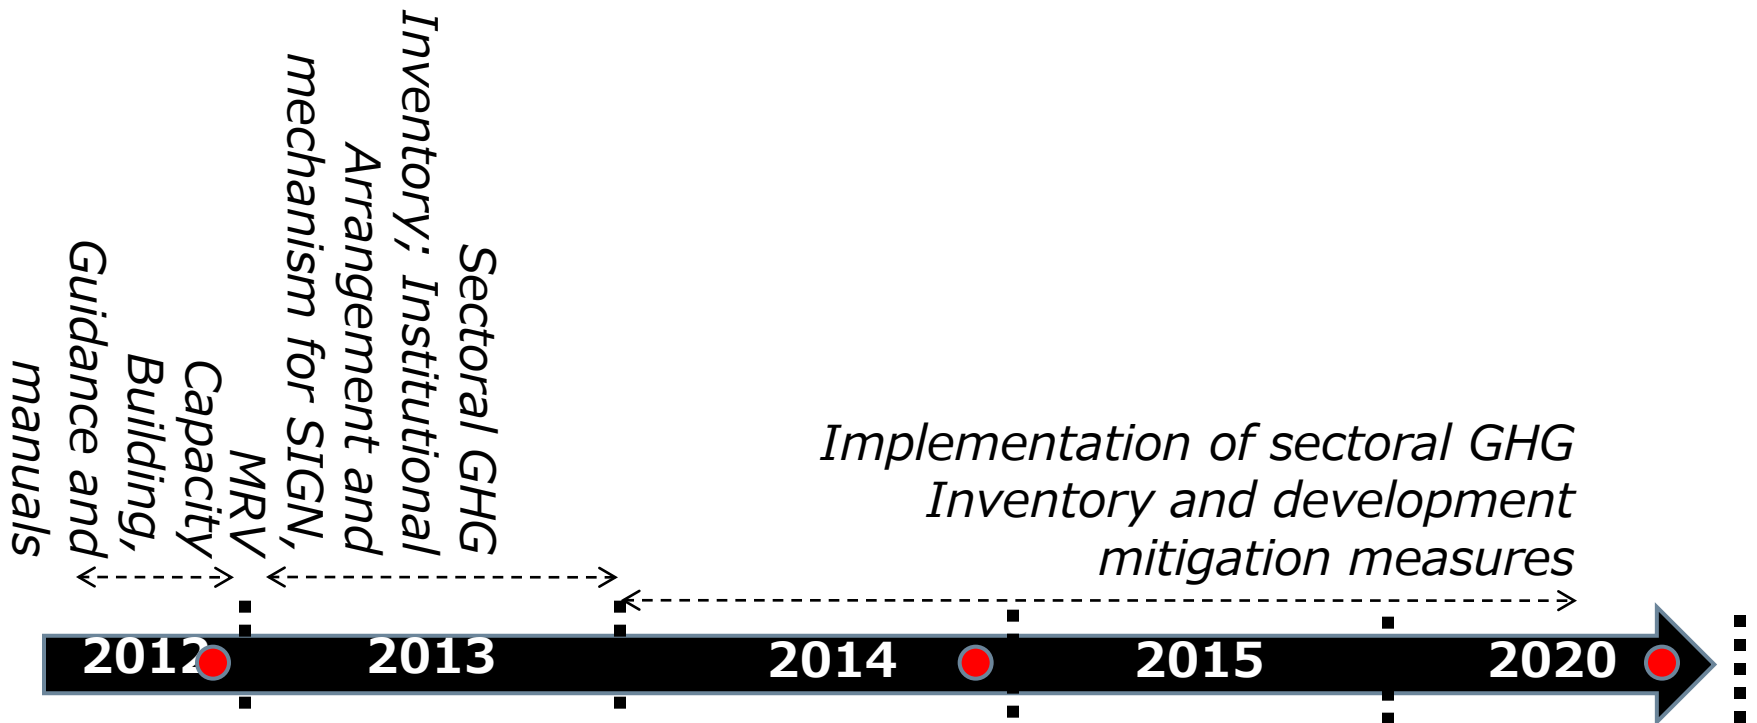 Capacity
Building,
Guidance and
manuals
Sectoral GHG
Inventory; Institutional
Arrangement and
mechanism for SIGN,
MRV
Implementation of sectoral GHG
Inventory and development
mitigation measures
2012
2013
2014
2015
2020